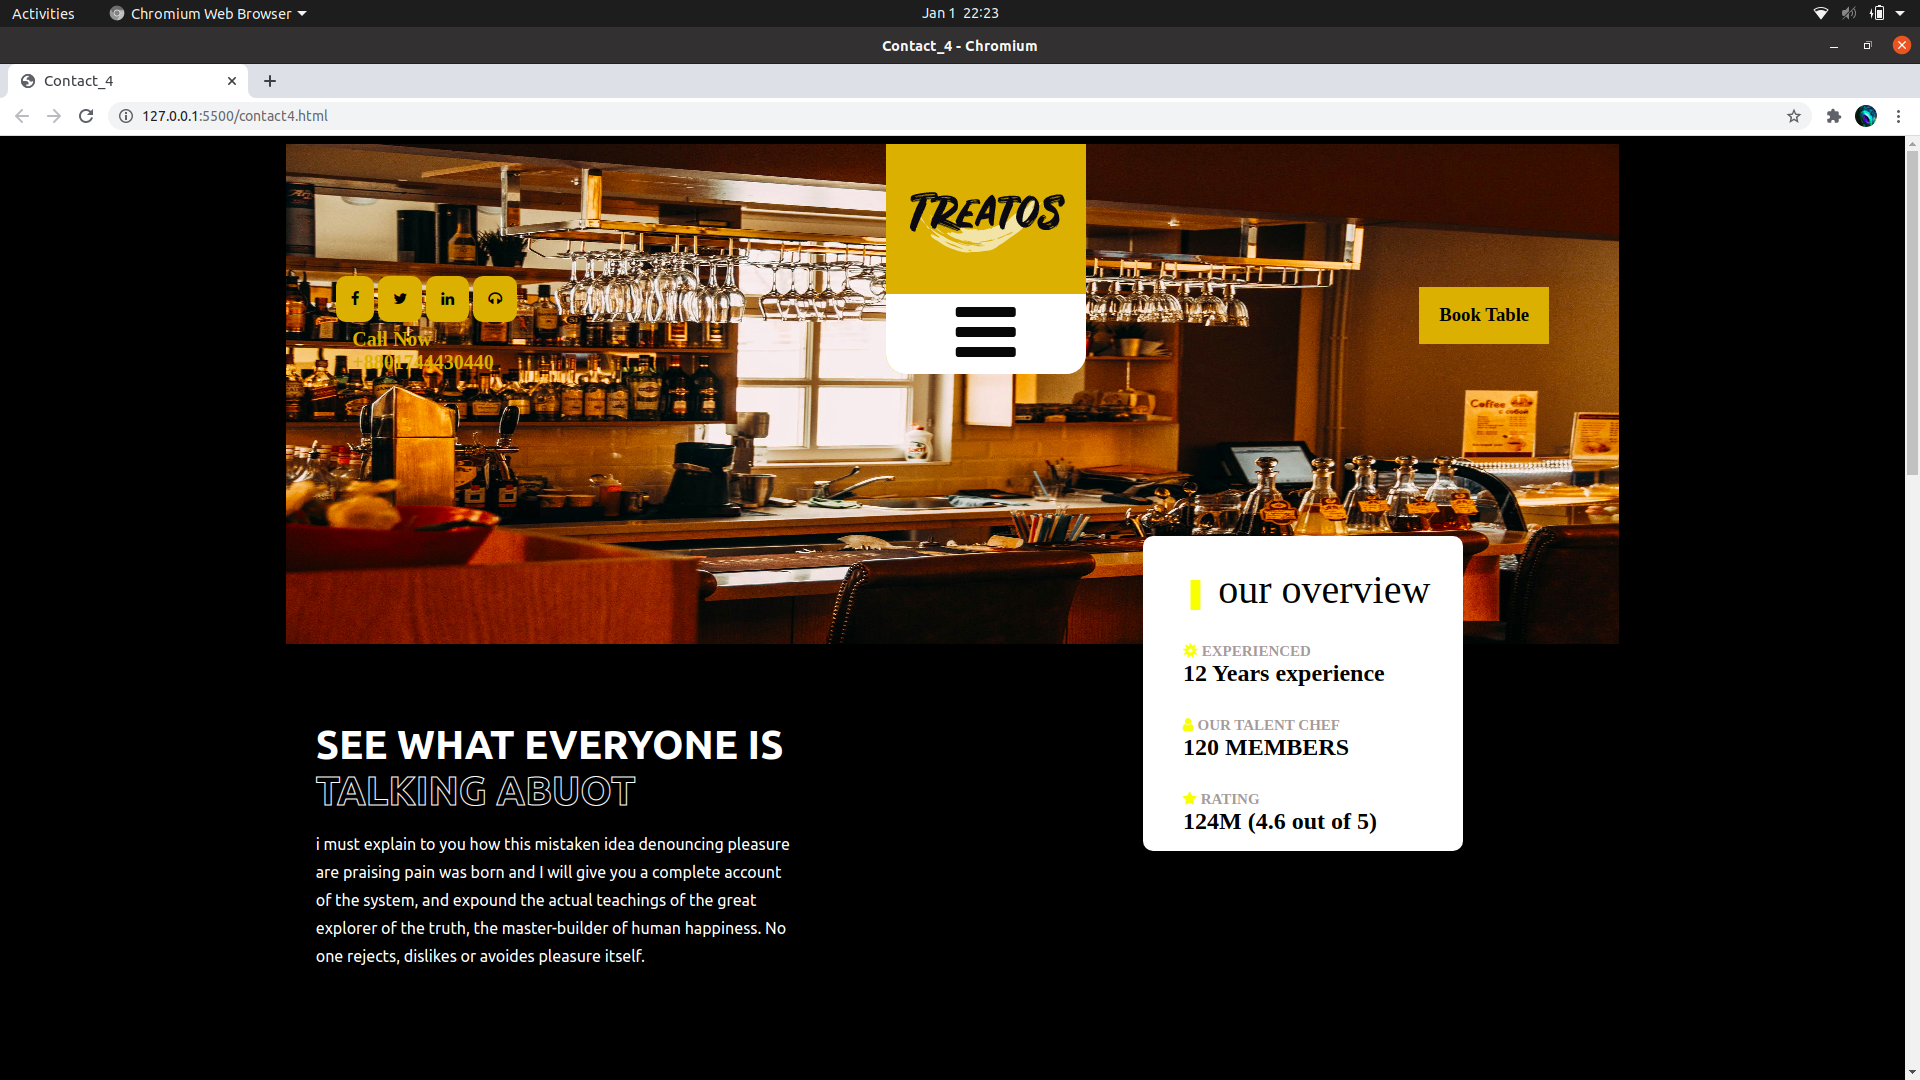 Activities
Chromium Web Browser
Jan 1 22:23
Contact_4 - Chromium
Contact_4
127.0.0.1:5500/contact4.html
TREATOS
Call Now
+8801744430440
Book Table
Coffee
с собой
our overview
EXPERIENCED
12 Years experience
OUR TALENT CHEF
120 MEMBERS
RATING
124M (4.6 out of 5)
SEE WHAT EVERYONE IS
TALKING ABUOT
i must explain to you how this mistaken idea denouncing pleasure
are praising pain was born and I will give you a complete account
of the system, and expound the actual teachings of the great
explorer of the truth, the master-builder of human happiness. No
one rejects, dislikes or avoides pleasure itself.